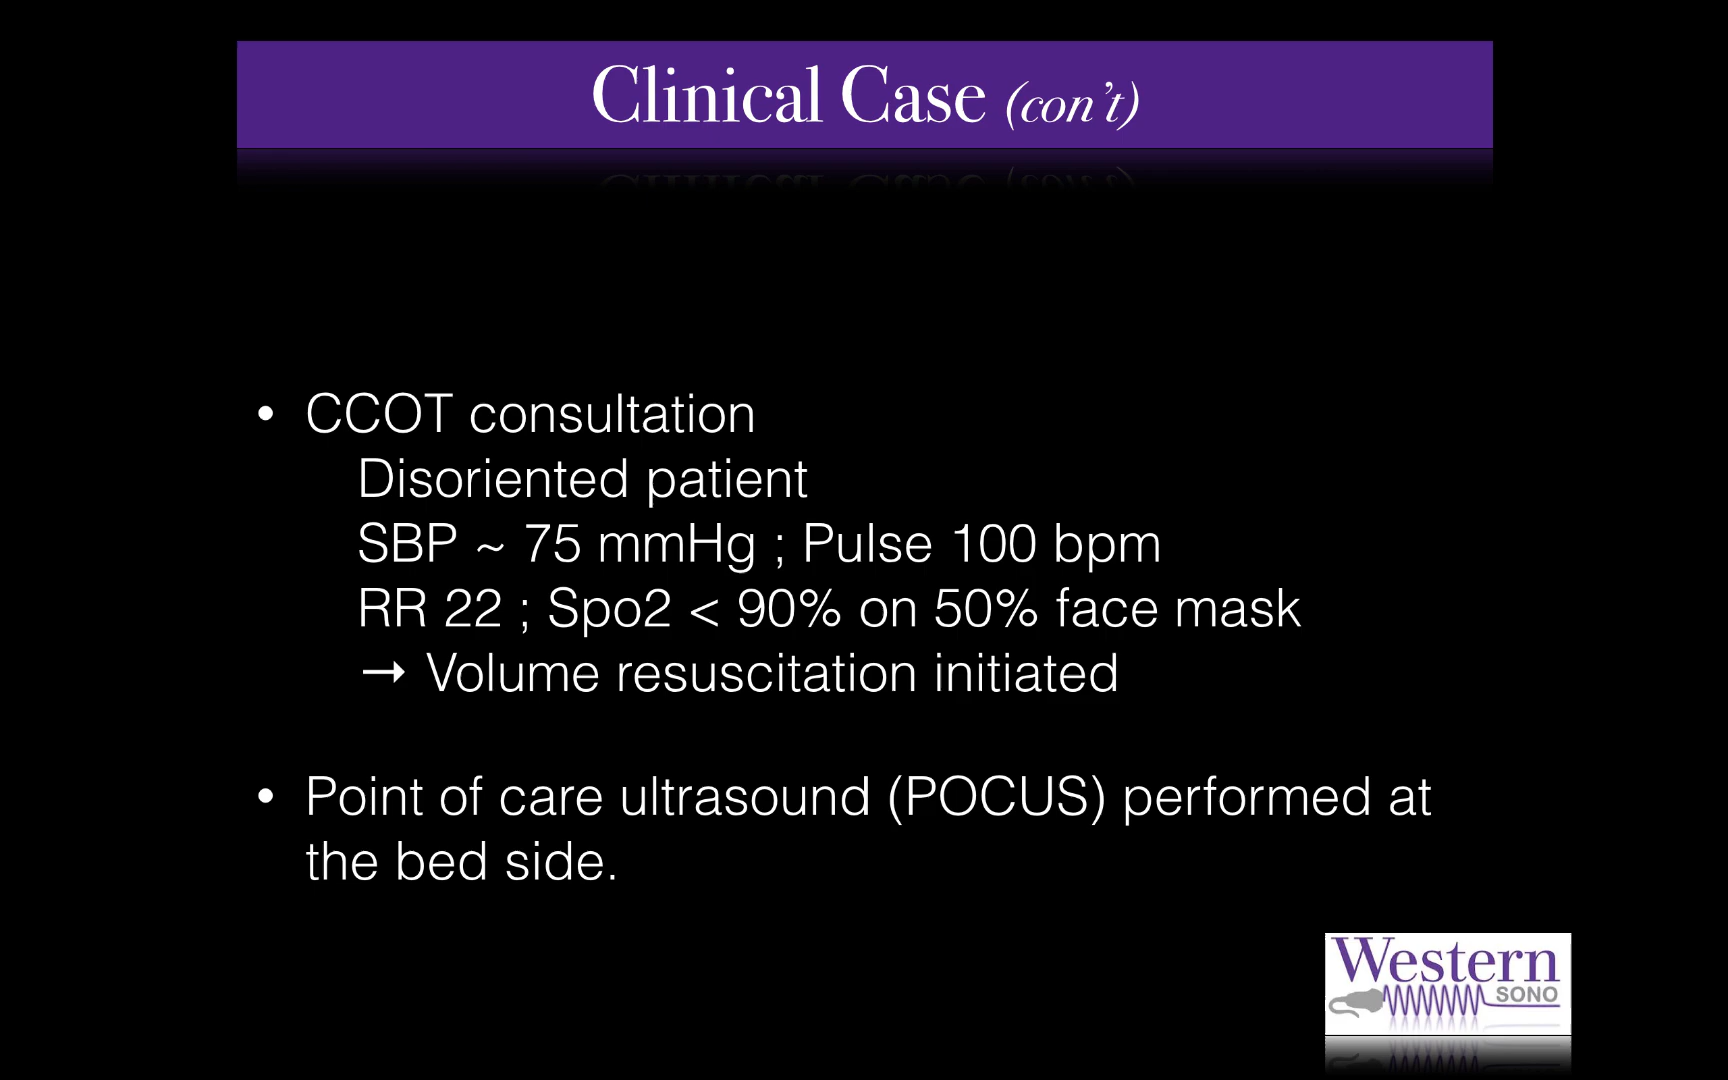 Clinical Case (con’t)
• CCOT consultation
Disoriented patient
SBP ~ 75 mmHg ; Pulse 100 bpm
RR 22 ; Spo2 < 90% on 50% face mask
→ Volume resuscitation initiated
• Point of care ultrasound (POCUS) performed at
the bed side.
Western
SONO